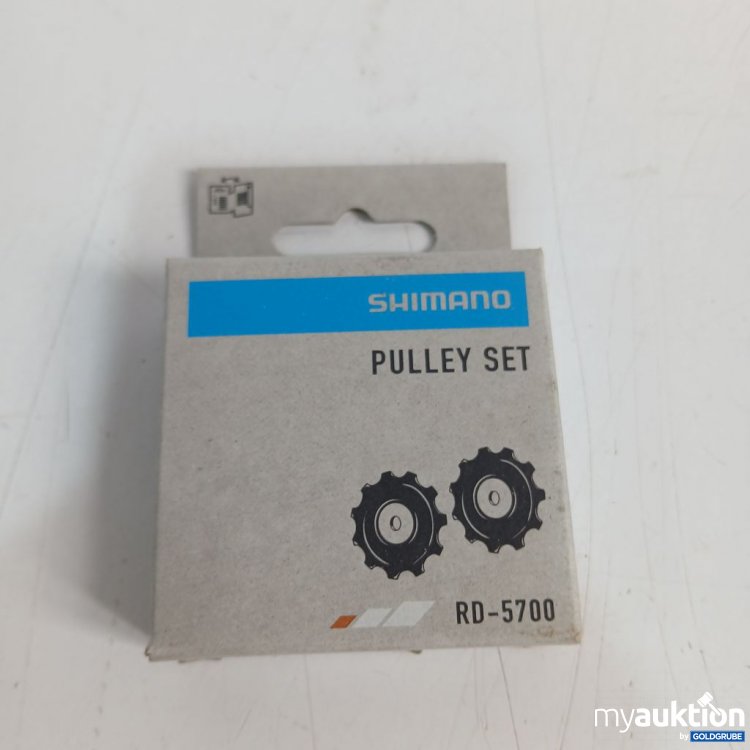 SHIMANO
PULLEY SET
RD-5700
myauktion
by GOLDGRUBE